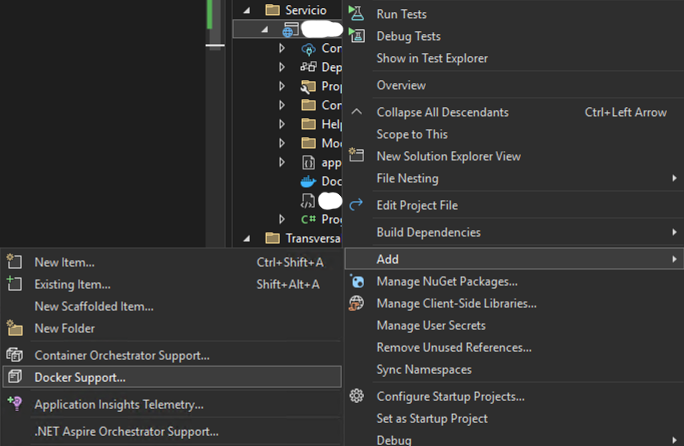 Servicio
Con
Dep
Prop
Con
Help
Mod
app
Doc
Prog
Transversa
Run Tests
Debug Tests
Show in Test Explorer
Overview
Collapse All Descendants Ctrl+Left Arrow
Scope to This
New Solution Explorer View
File Nesting
Edit Project File
Build Dependencies
Add
Manage NuGet Packages...
Manage Client-Side Libraries...
Manage User Secrets
Remove Unused References...
Sync Namespaces
Configure Startup Projects...
Set as Startup Project
Debug
New Item... Ctrl+Shift+A
Existing Item... Shift+Alt+A
New Scaffolded Item...
New Folder
Container Orchestrator Support...
Docker Support...
Application Insights Telemetry...
.NET Aspire Orchestrator Support...